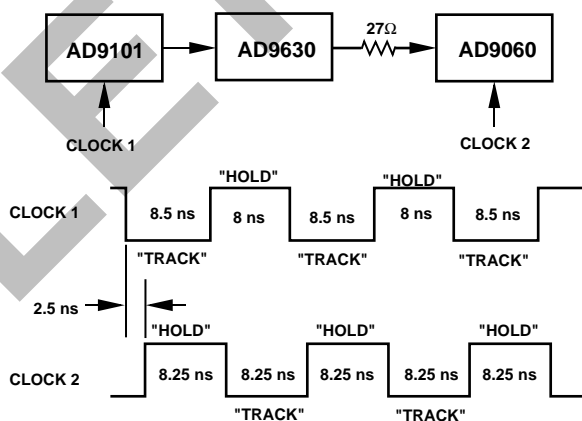 27Ω
AD9101 AD9630 AD9060
CLOCK 1 CLOCK 2
"HOLD" "HOLD"
CLOCK 1 8.5 ns 8 ns 8.5 ns 8 ns 8.5 ns
"TRACK" "TRACK" "TRACK"
2.5 ns
"HOLD" "HOLD" "HOLD"
CLOCK 2 8.25 ns 8.25 ns 8.25 ns 8.25 ns 8.25 ns
"TRACK" "TRACK"